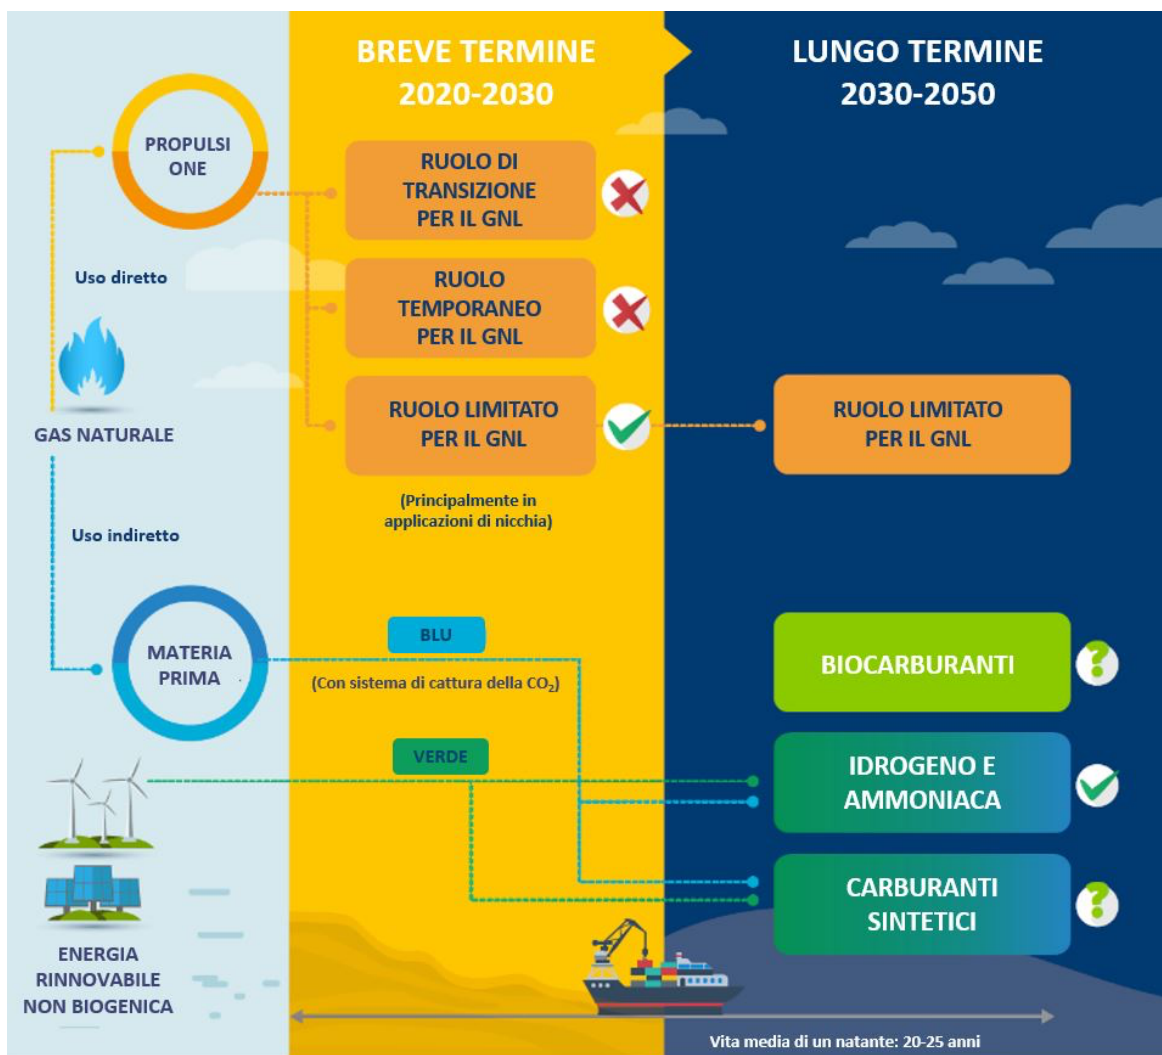 BREVE TERMINE
2020-2030
LUNGO TERMINE
2030-2050
PROPULSI
ONE
Uso diretto
GAS NATURALE
Uso indiretto
MATERIA
PRIMA
.
ENERGIA
RINNOVABILE
NON BIOGENICA
RUOLO DI
TRANSIZIONE
PER IL GNL
RUOLO
TEMPORANEO
PER IL GNL
RUOLO LIMITATO
PER IL GNL
(Principalmente in
applicazioni di nicchia)
BLU
(Con sistema di cattura della CO₂)
VERDE
RUOLO LIMITATO
PER IL GNL
BIOCARBURANTI
?
IDROGENO E
AMMONIACA
CARBURANTI
SINTETICI
?
Vita media di un natante: 20-25 anni